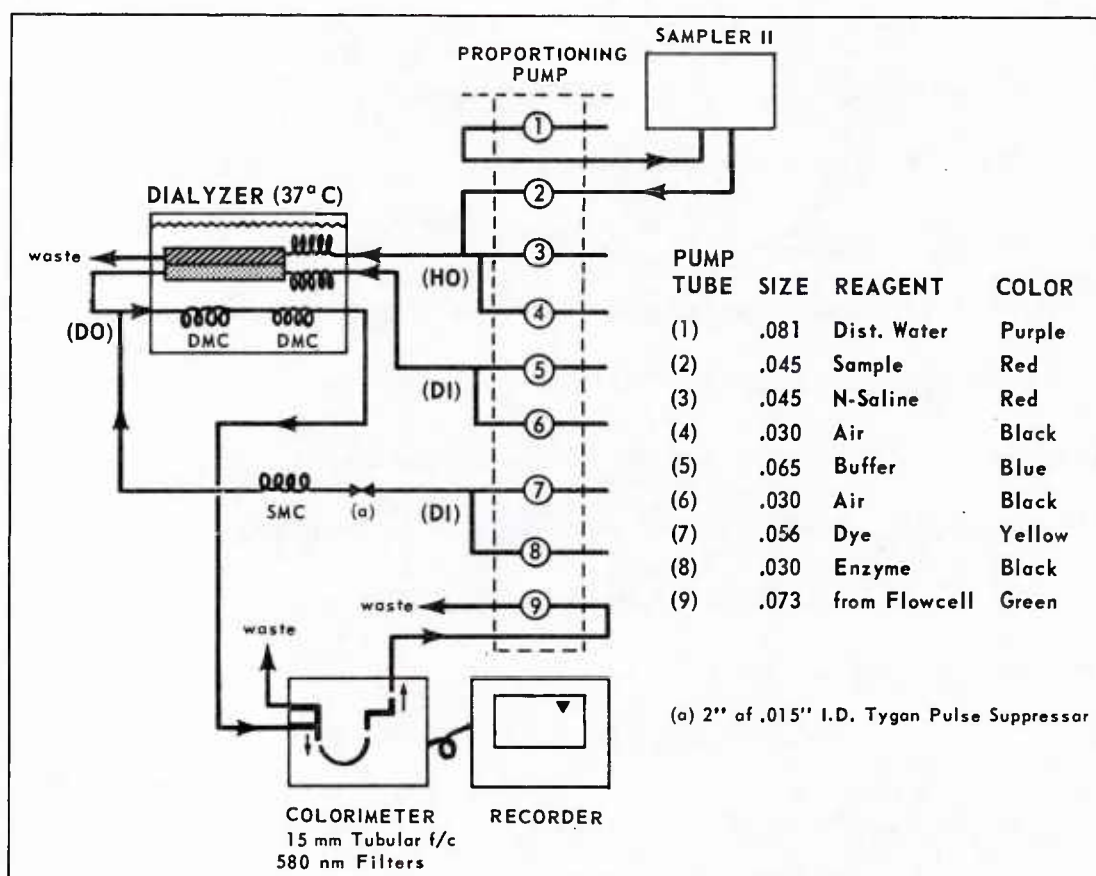 SAMPLER II
PROPORTIONING
PUMP
1
2
3
4
5
6
7
8
9
DIALYZER (37° C)
waste
(HO)
(DO)
DMC
DMC
(DI)
SMC
(a)
(DI)
waste
waste
COLORIMETER
15 mm Tubular f/c
580 nm Filters
RECORDER
PUMP
TUBE SIZE REAGENT COLOR
(1) .081 Dist. Water Purple
(2) .045 Sample Red
(3) .045 N-Saline Red
(4) .030 Air Black
(5) .065 Buffer Blue
(6) .030 Air Black
(7) .056 Dye Yellow
(8) .030 Enzyme Black
(9) .073 from Flowcell Green
(a) 2" af .015" I.D. Tygan Pulse Suppressar